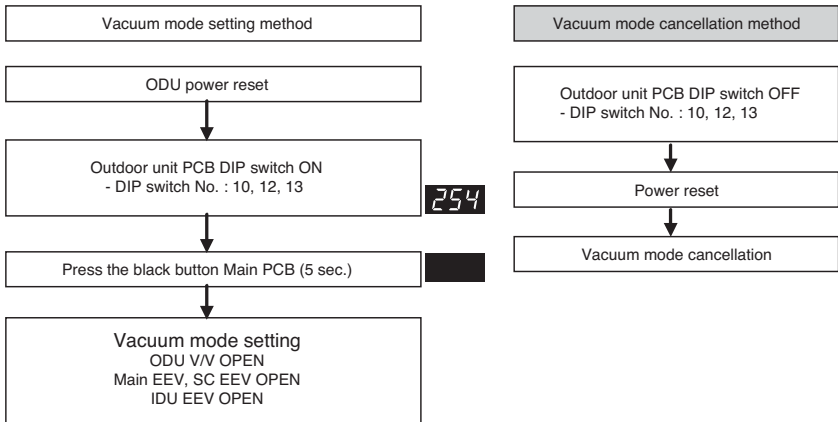 Vacuum mode setting method
ODU power reset
Outdoor unit PCB DIP switch ON
- DIP switch No. : 10, 12, 13
254
Press the black button Main PCB (5 sec.)
Vacuum mode setting
ODU V/V OPEN
Main EEV, SC EEV OPEN
IDU EEV OPEN
Vacuum mode cancellation method
Outdoor unit PCB DIP switch OFF
- DIP switch No. : 10, 12, 13
Power reset
Vacuum mode cancellation